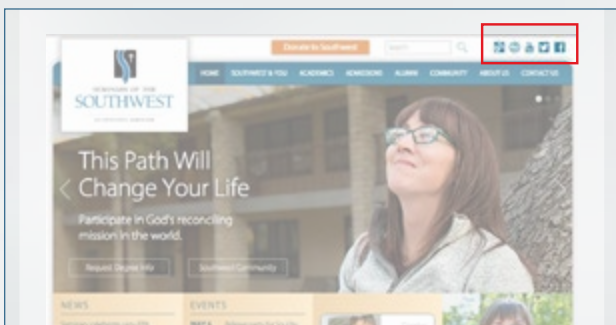 Donate to Southwest
SEMINARY OF THE
SOUTHWEST
HOME SOUTHWEST & YOU ACADEMICS ADMISSIONS ALUMNI COMMUNITY ABOUT US CONTACT US
This Path Will
Change Your Life
Participate in God's reconciling
mission in the world.
Request Degree Info Southwest Community
NEWS EVENTS